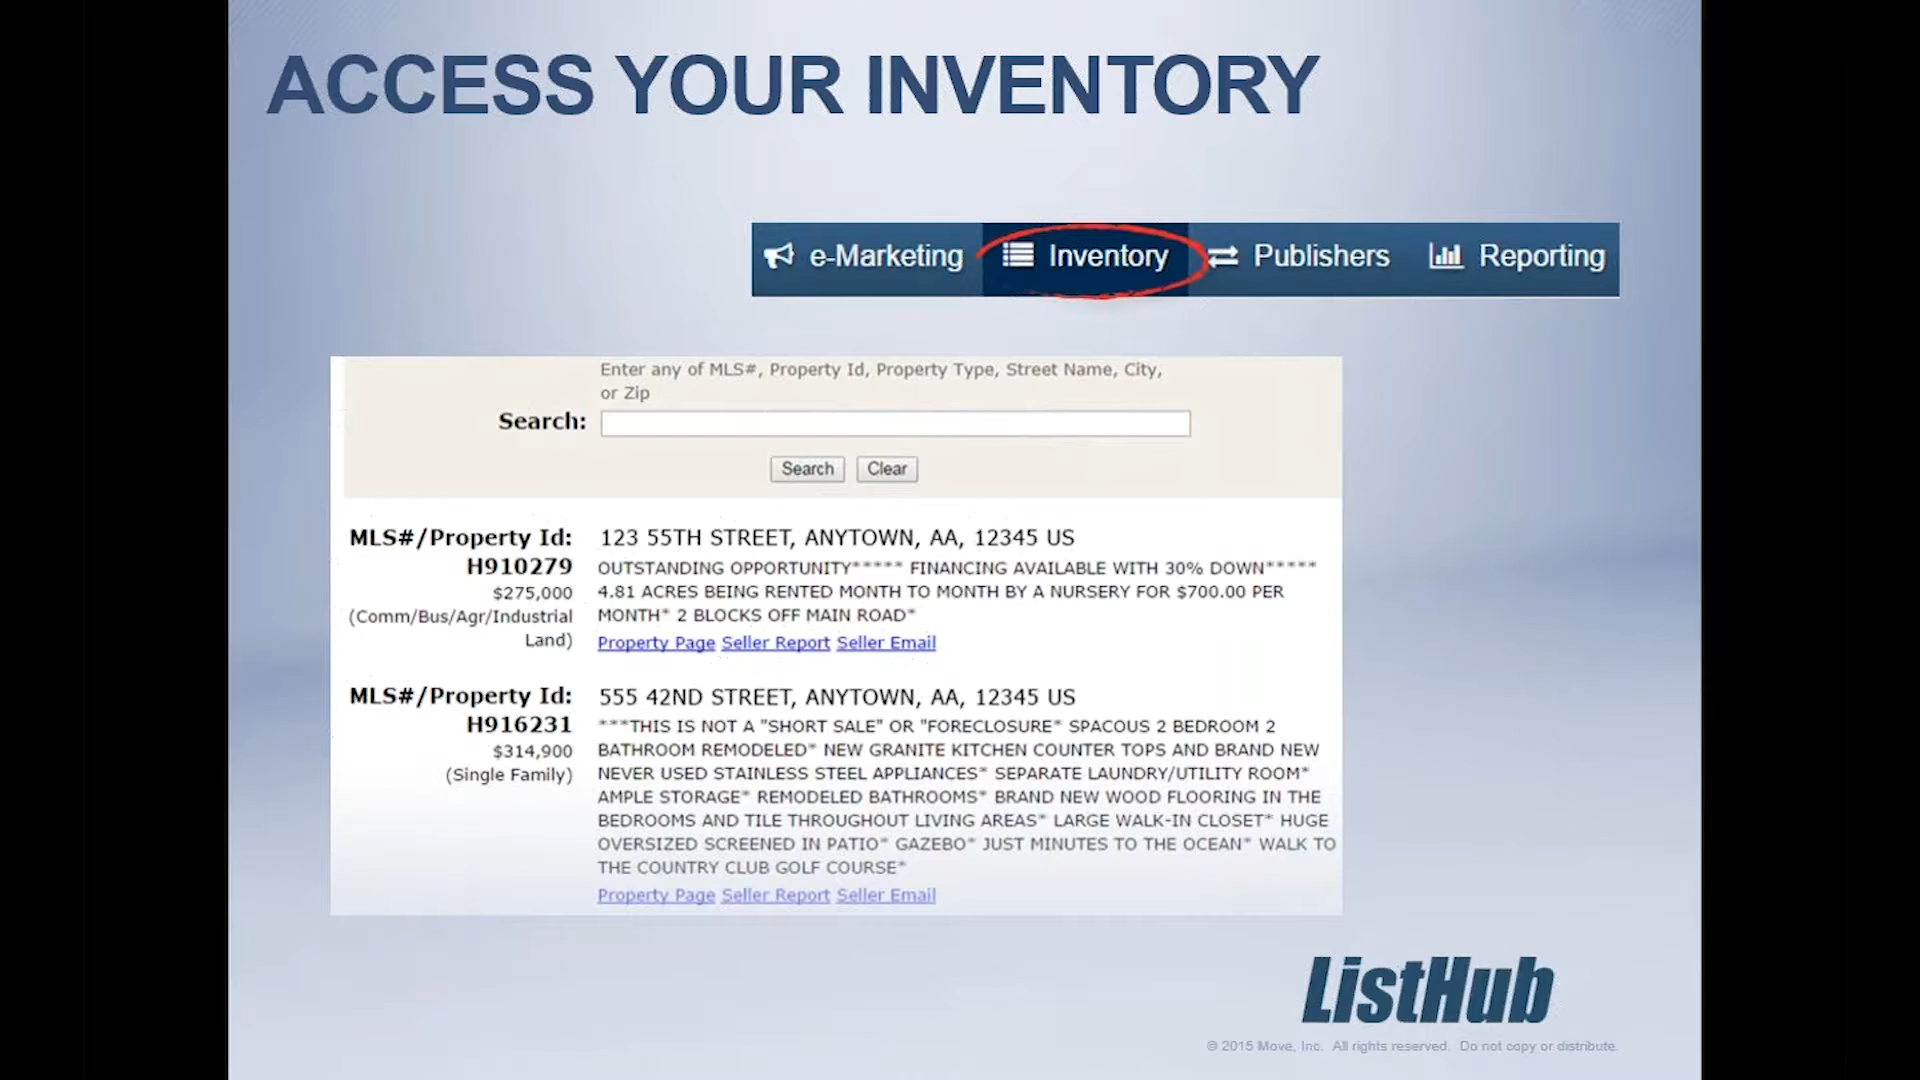 ACCESS YOUR INVENTORY
e-Marketing Inventory Publishers Reporting
Enter any of MLS#, Property Id, Property Type, Street Name, City,
or Zip
Search:
Search Clear
MLS#/Property Id:
H910279
$275,000
(Comm/Bus/Agr/Industrial
Land)
123 55TH STREET, ANYTOWN, AA, 12345 US
OUTSTANDING OPPORTUNITY***** FINANCING AVAILABLE WITH 30% DOWN*****
4.81 ACRES BEING RENTED MONTH TO MONTH BY A NURSERY FOR $700.00 PER
MONTH* 2 BLOCKS OFF MAIN ROAD*
Property Page Seller Report Seller Email
MLS#/Property Id:
H916231
$314,900
(Single Family)
555 42ND STREET, ANYTOWN, AA, 12345 US
***THIS IS NOT A "SHORT SALE" OR "FORECLOSURE* SPACOUS 2 BEDROOM 2
BATHROOM REMODELED* NEW GRANITE KITCHEN COUNTER TOPS AND BRAND NEW
NEVER USED STAINLESS STEEL APPLIANCES* SEPARATE LAUNDRY/UTILITY ROOM*
AMPLE STORAGE* REMODELED BATHROOMS* BRAND NEW WOOD FLOORING IN THE
BEDROOMS AND TILE THROUGHOUT LIVING AREAS* LARGE WALK-IN CLOSET* HUGE
OVERSIZED SCREENED IN PATIO* GAZEBO* JUST MINUTES TO THE OCEAN* WALK TO
THE COUNTRY CLUB GOLF COURSE*
Property Page Seller Report Seller Email
ListHub
© 2015 Move, Inc. All rights reserved. Do not copy or distribute.